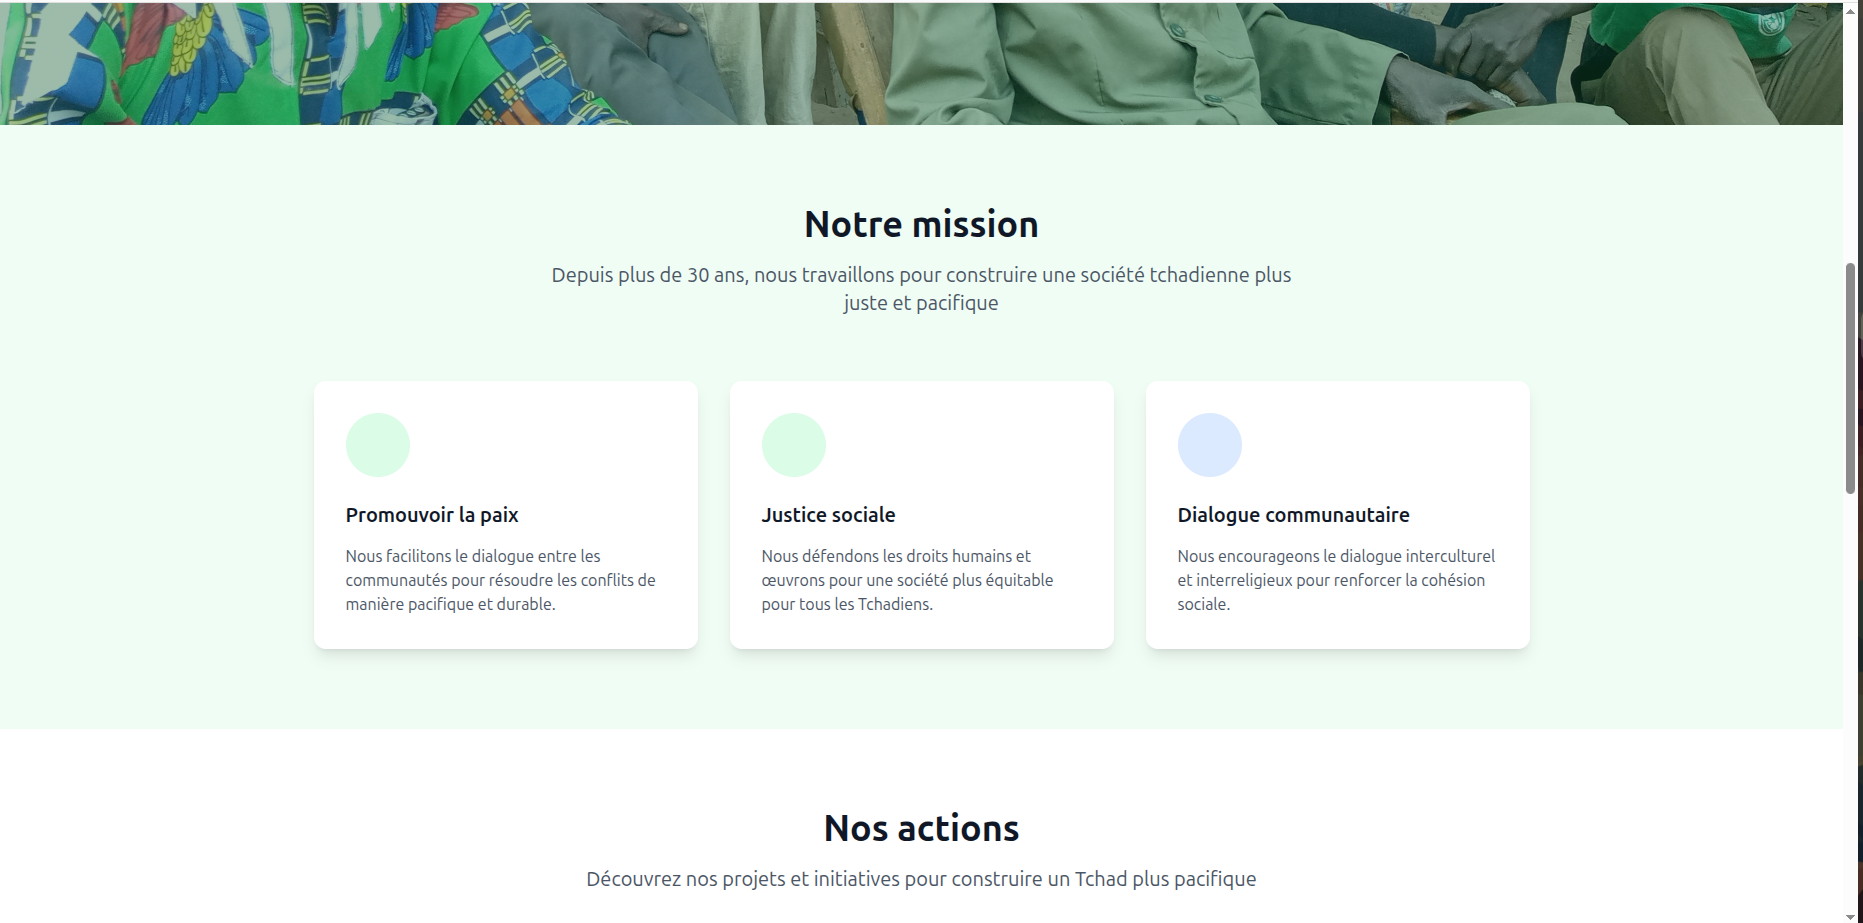 Notre mission
Depuis plus de 30 ans, nous travaillons pour construire une société tchadienne plus
juste et pacifique
Promouvoir la paix
Nous facilitons le dialogue entre les
communautés pour résoudre les conflits de
manière pacifique et durable.
Justice sociale
Nous défendons les droits humains et
œuvrons pour une société plus équitable
pour tous les Tchadiens.
Dialogue communautaire
Nous encourageons le dialogue interculturel
et interreligieux pour renforcer la cohésion
sociale.
Nos actions
Découvrez nos projets et initiatives pour construire un Tchad plus pacifique